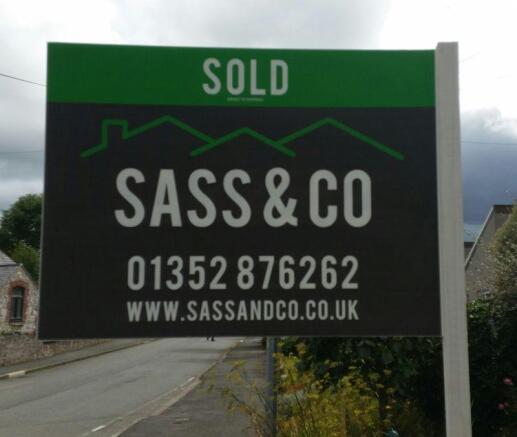 SOLD
SASS & CO
01352 876262
WWW.SASSANDCO.CO.UK